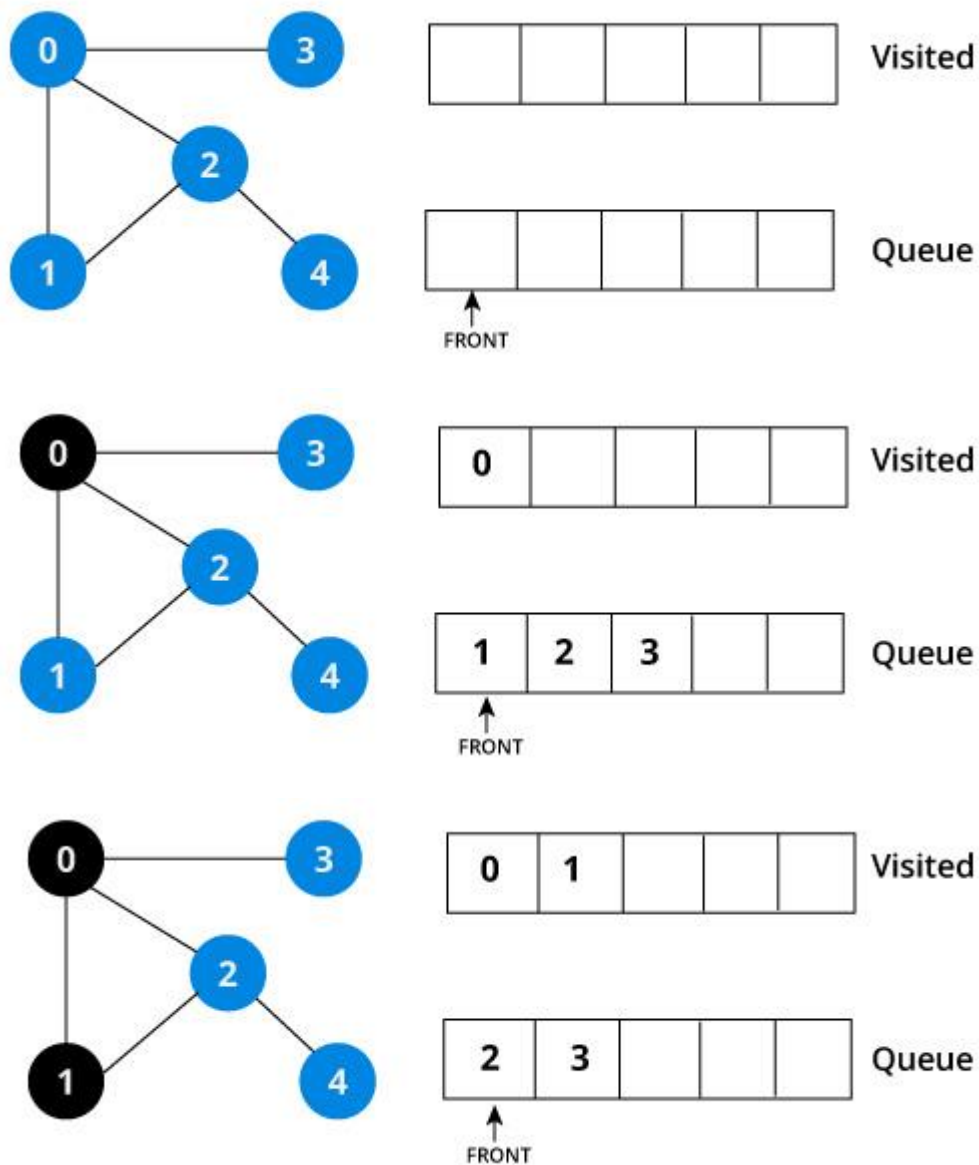 0 3 Visited
2
1 4 Queue
FRONT
0 3 0 Visited
2
1 4 1 2 3 Queue
FRONT
0 3 0 1 Visited
2
1 4 2 3 Queue
FRONT